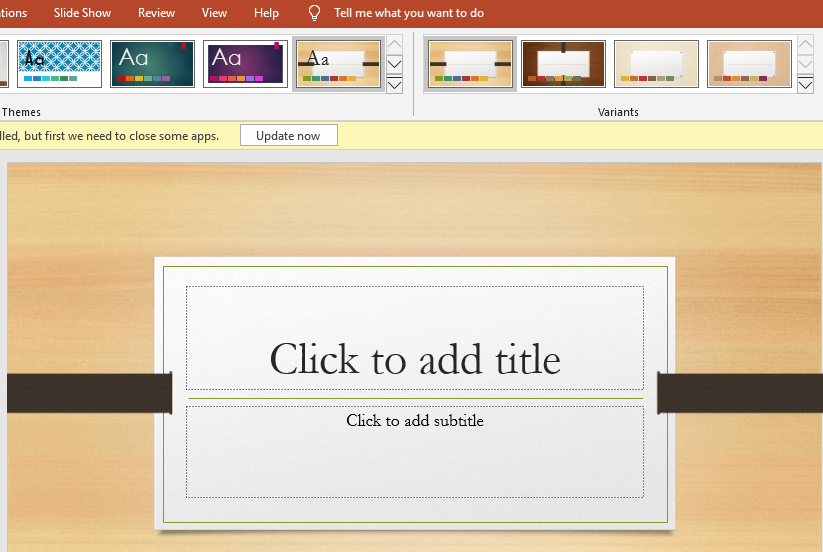 tions Slide Show Review View Help Tell me what you want to do
Aa Aa Aa Aa
Themes Variants
lled, but first we need to close some apps. Update now
Click to add title
Click to add subtitle